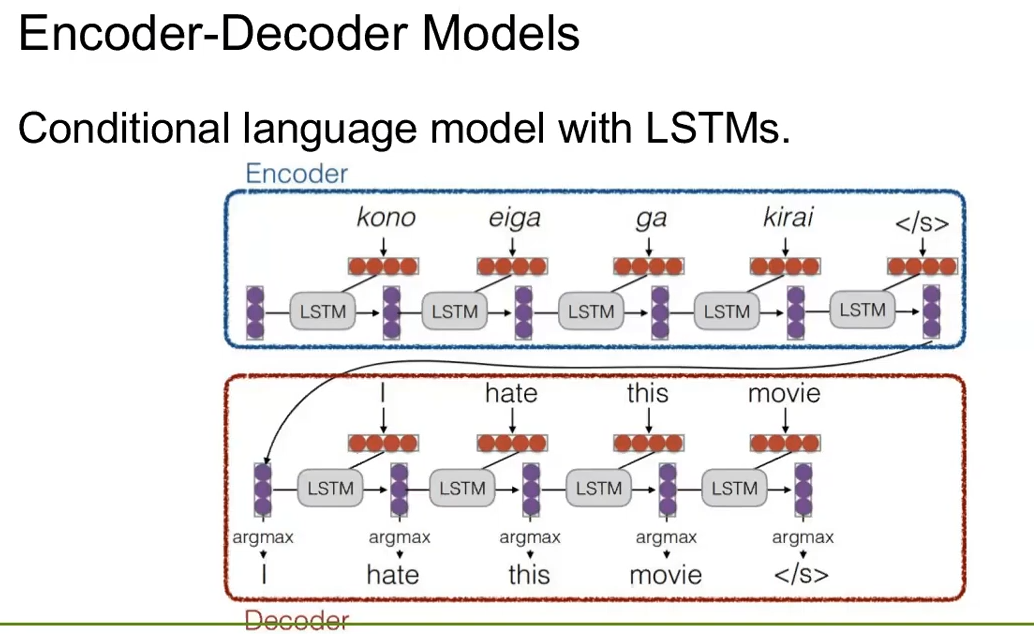 Encoder-Decoder Models
Conditional language model with LSTMs.
Encoder
kono eiga ga kirai </s>
LSTM LSTM LSTM LSTM LSTM
I hate this movie
LSTM LSTM LSTM LSTM
argmax argmax argmax argmax argmax
I hate this movie </s>
Decoder